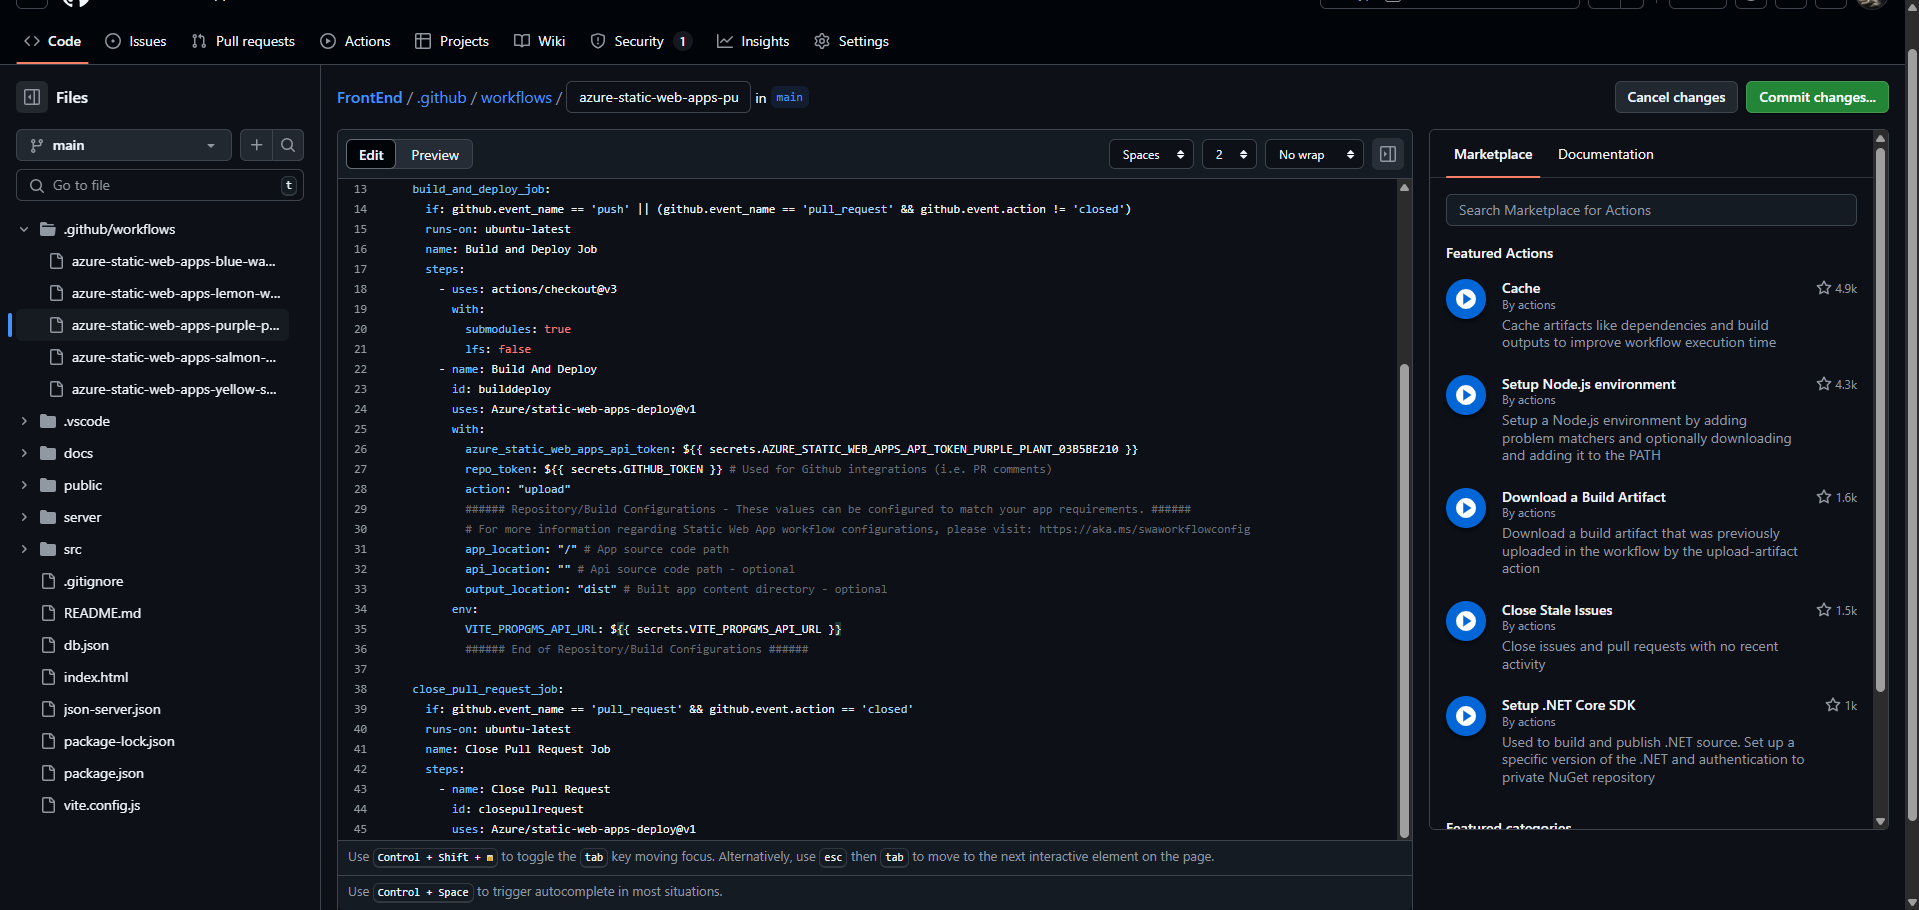 Code
Issues
Pull requests
Actions
Projects
Wiki
Security 1
Insights
Settings
Files
main
Go to file t
.github/workflows
azure-static-web-apps-blue-wa...
azure-static-web-apps-lemon-w...
azure-static-web-apps-purple-p...
azure-static-web-apps-salmon-...
azure-static-web-apps-yellow-s...
.vscode
docs
public
server
src
.gitignore
README.md
db.json
index.html
json-server.json
package-lock.json
package.json
vite.config.js
FrontEnd / .github / workflows / azure-static-web-apps-pu in main
Cancel changes
Commit changes...
Edit
Preview
Spaces
2
No wrap
13 build_and_deploy_job:
14 if: github.event_name == 'push' || (github.event_name == 'pull_request' && github.event.action != 'closed')
15 runs-on: ubuntu-latest
16 name: Build and Deploy Job
17 steps:
18 - uses: actions/checkout@v3
19 with:
20 submodules: true
21 lfs: false
22 - name: Build And Deploy
23 id: builddeploy
24 uses: Azure/static-web-apps-deploy@v1
25 with:
26 azure_static_web_apps_api_token: ${{ secrets.AZURE_STATIC_WEB_APPS_API_TOKEN_PURPLE_PLANT_03B5BE210 }}
27 repo_token: ${{ secrets.GITHUB_TOKEN }} # Used for Github integrations (i.e. PR comments)
28 action: "upload"
29 ###### Repository/Build Configurations - These values can be configured to match your app requirements. ######
30 # For more information regarding Static Web App workflow configurations, please visit: https://aka.ms/swaworkflowconfig
31 app_location: "/" # App source code path
32 api_location: "" # Api source code path - optional
33 output_location: "dist" # Built app content directory - optional
34 env:
35 VITE_PROPGMS_API_URL: ${{ secrets.VITE_PROPGMS_API_URL }}
36 ###### End of Repository/Build Configurations ######
37
38 close_pull_request_job:
39 if: github.event_name == 'pull_request' && github.event.action == 'closed'
40 runs-on: ubuntu-latest
41 name: Close Pull Request Job
42 steps:
43 - name: Close Pull Request
44 id: closepullrequest
45 uses: Azure/static-web-apps-deploy@v1
Use Control + Shift + m to toggle the tab key moving focus. Alternatively, use esc then tab to move to the next interactive element on the page.
Use Control + Space to trigger autocomplete in most situations.
Marketplace
Documentation
Search Marketplace for Actions
Featured Actions
Cache 4.9k
By actions
Cache artifacts like dependencies and build
outputs to improve workflow execution time
Setup Node.js environment 4.3k
By actions
Setup a Node.js environment by adding
problem matchers and optionally downloading
and adding it to the PATH
Download a Build Artifact 1.6k
By actions
Download a build artifact that was previously
uploaded in the workflow by the upload-artifact
action
Close Stale Issues 1.5k
By actions
Close issues and pull requests with no recent
activity
Setup .NET Core SDK 1k
By actions
Used to build and publish .NET source. Set up a
specific version of the .NET and authentication to
private NuGet repository
Featured categories